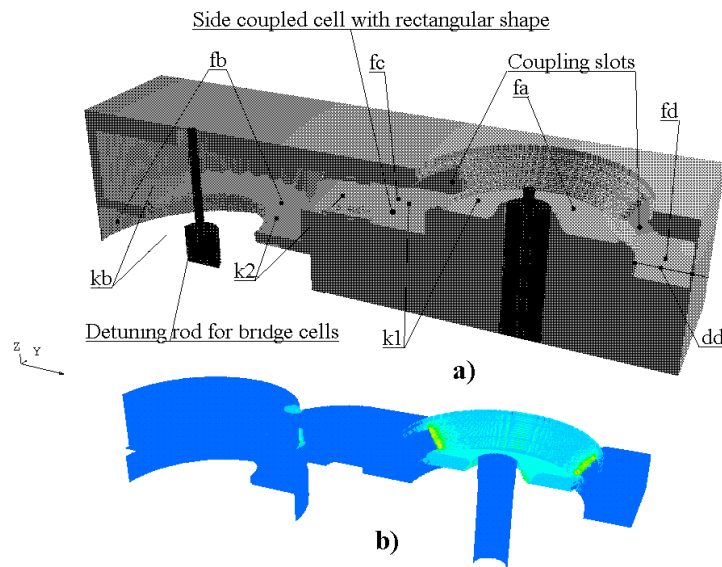 Side coupled cell with rectangular shape
fb
fc
Coupling slots
fa
fd
kb
k2
k1
dd
Detuning rod for bridge cells
a)
Z Y
b)